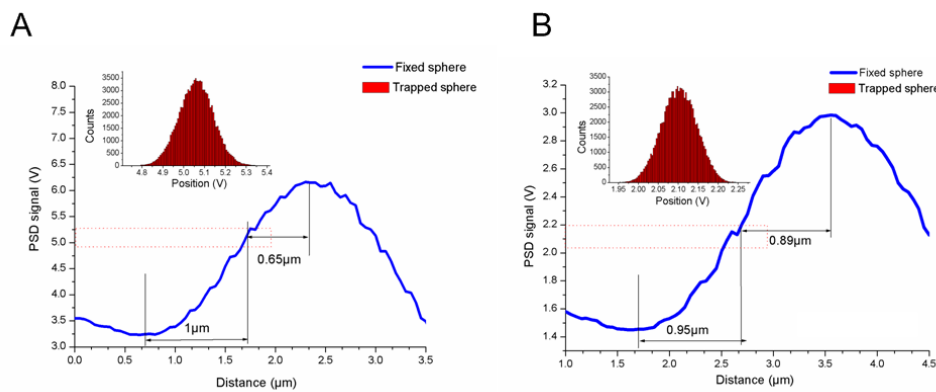 A
B
Fixed sphere
Trapped sphere
Fixed sphere
Trapped sphere
8.0
7.5
7.0
6.5
6.0
5.5
5.0
4.5
4.0
3.5
3.0
PSD signal (V)
3500
3000
2500
2000
1500
1000
500
0
Counts
4.8 4.9 5.0 5.1 5.2 5.3 5.4
Position (V)
0.65µm
1µm
0.0 0.5 1.0 1.5 2.0 2.5 3.0 3.5
Distance (µm)
3.2
3.0
2.8
2.6
2.4
2.2
2.0
1.8
1.6
1.4
PSD signal (V)
3500
3000
2500
2000
1500
1000
500
0
Counts
1.95 2.00 2.05 2.10 2.15 2.20 2.25
Position (V)
0.89µm
0.95µm
1.0 1.5 2.0 2.5 3.0 3.5 4.0 4.5
Distance (µm)